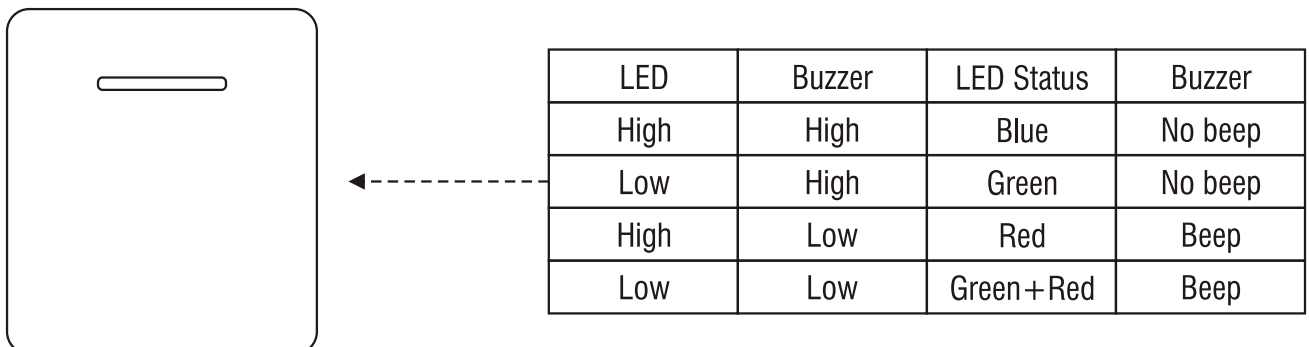 LED Buzzer LED Status Buzzer
High High Blue No beep
Low High Green No beep
High Low Red Beep
Low Low Green+Red Beep